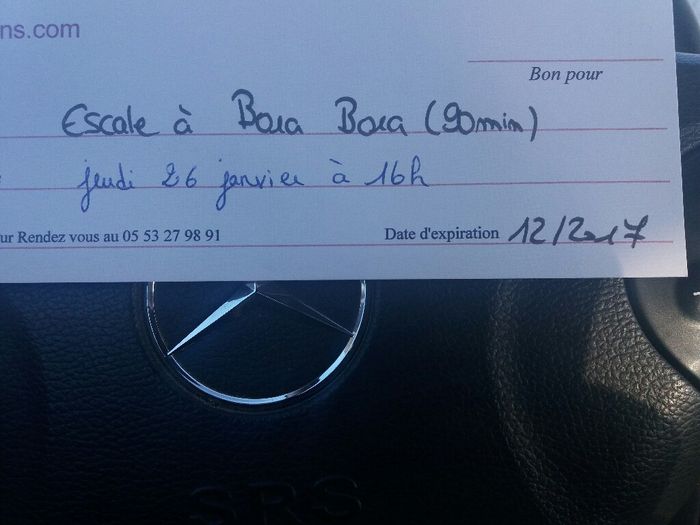 ns.com
Bon pour
Escale à Bora Bora (90min)
jeudi 26 janvier à 16h
ur Rendez vous au 05 53 27 98 91 Date d'expiration 12/2017
SRS